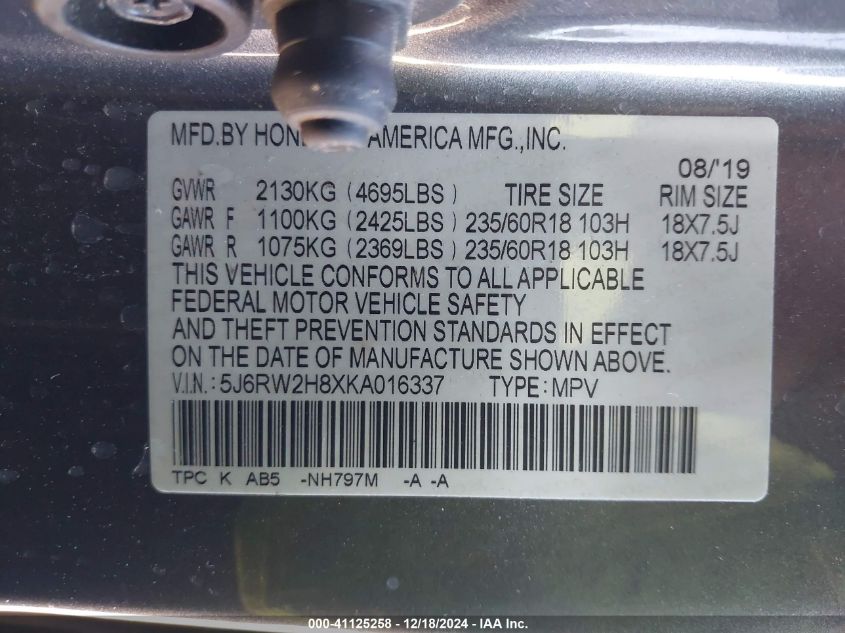 MFD.BY HON AMERICA MFG.,INC.
08/'19
GVWR 2130KG (4695LBS) TIRE SIZE RIM SIZE
GAWR F 1100KG (2425LBS) 235/60R18 103H 18X7.5J
GAWR R 1075KG (2369LBS) 235/60R18 103H 18X7.5J
THIS VEHICLE CONFORMS TO ALL APPLICABLE
FEDERAL MOTOR VEHICLE SAFETY
AND THEFT PREVENTION STANDARDS IN EFFECT
ON THE DATE OF MANUFACTURE SHOWN ABOVE.
V.I.N.: 5J6RW2H8XKA016337 TYPE: MPV
TPC K AB5 -NH797M -A -A
000-41125258 - 12/18/2024 - IAA Inc.